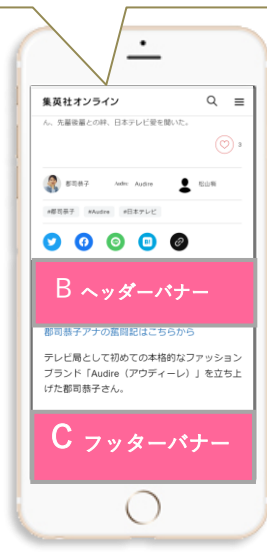 集英社オンライン
ん、先輩後輩との絆、日本テレビ愛を聞いた。
3
郡司恭子 Audire Audire 松山梢
#郡司恭子 #Audire #日本テレビ
B ヘッダーバナー
郡司恭子アナの奮闘記はこちらから
テレビ局として初めての本格的なファッション
ブランド「Audire（アウディーレ）」を立ち上
げた郡司恭子さん。
C フッターバナー